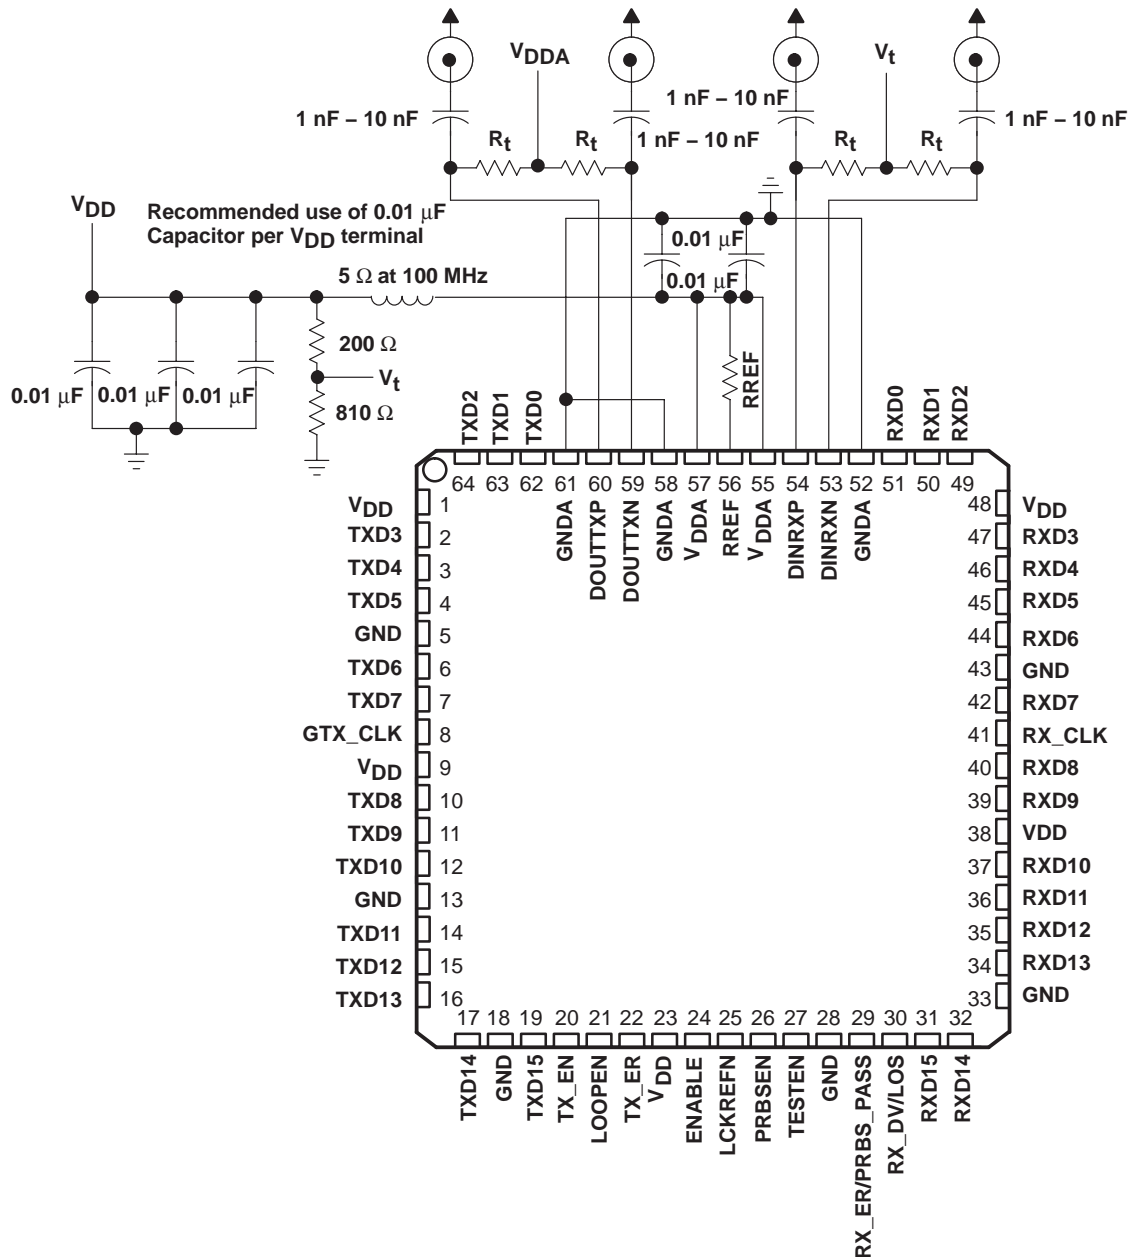 VDDA
Vt
1 nF – 10 nF
1 nF – 10 nF
1 nF – 10 nF
1 nF – 10 nF
Rt
Rt
Rt
Rt
VDD
Recommended use of 0.01 μF
Capacitor per VDD terminal
0.01 μF
0.01 μF
5 Ω at 100 MHz
200 Ω
Vt
810 Ω
0.01 μF
0.01 μF
0.01 μF
RREF
TXD2
TXD1
TXD0
RXD0
RXD1
RXD2
64
63
62
61
60
59
58
57
56
55
54
53
52
51
50
49
GNDA
DOUTTXP
DOUTTXN
GNDA
VDDA
RREF
VDDA
DINRXP
DINRXN
GNDA
VDD 1
TXD3 2
TXD4 3
TXD5 4
GND 5
TXD6 6
TXD7 7
GTX_CLK 8
VDD 9
TXD8 10
TXD9 11
TXD10 12
GND 13
TXD11 14
TXD12 15
TXD13 16
48 VDD
47 RXD3
46 RXD4
45 RXD5
44 RXD6
43 GND
42 RXD7
41 RX_CLK
40 RXD8
39 RXD9
38 VDD
37 RXD10
36 RXD11
35 RXD12
34 RXD13
33 GND
17
18
19
20
21
22
23
24
25
26
27
28
29
30
31
32
TXD14
GND
TXD15
TX_EN
LOOPEN
TX_ER
VDD
ENABLE
LCKREFN
PRBSEN
TESTEN
GND
RX_ER/PRBS_PASS
RX_DV/LOS
RXD15
RXD14